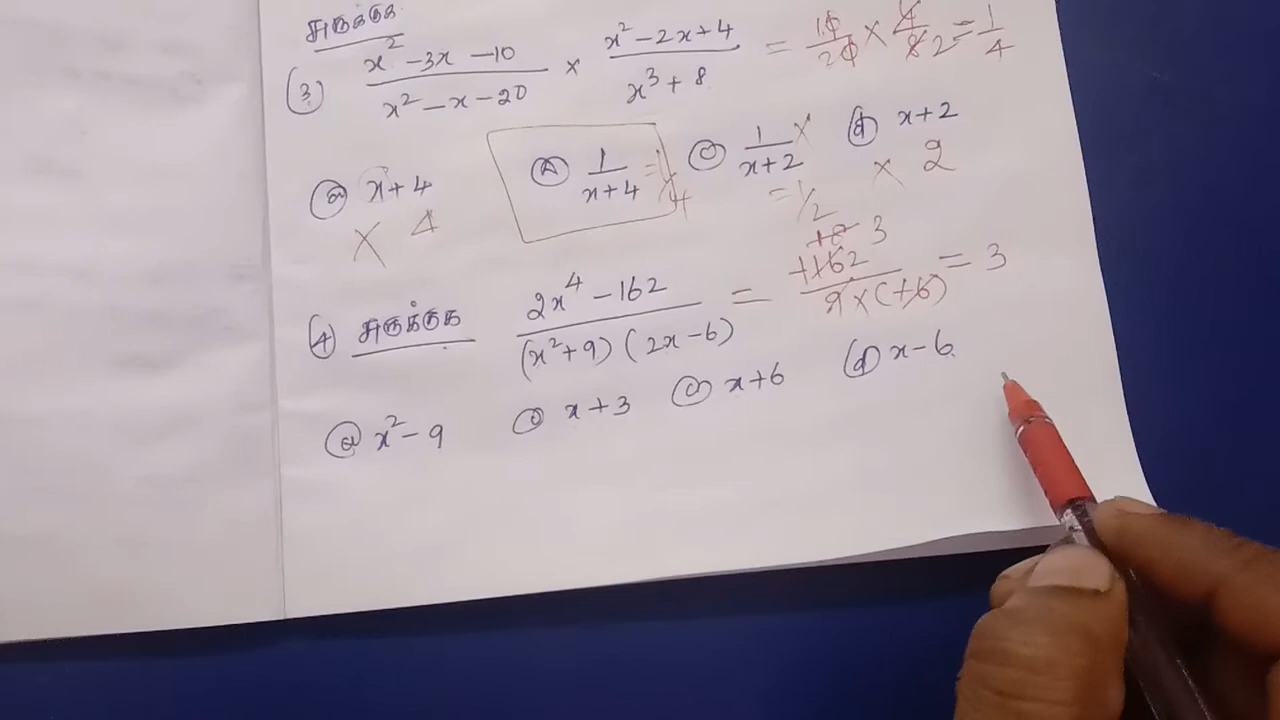 சுருக்குக
(3) x² -3x -10 / x² - x - 20 × x² - 2x + 4 / x³ + 8 = 10/20 × 4/8 2 = 1/4
(a) x+4 (A) 1/x+4 = 1/4 (c) 1/x+2 × (d) x+2
× 4 = 1/2 × 2
(4) சுருக்குக 2x⁴ - 162 / (x²+9)(2x-6) = +162 18 3 / 9×(+6) = 3
(a) x² - 9 x+3 (c) x+6 (d) x-6